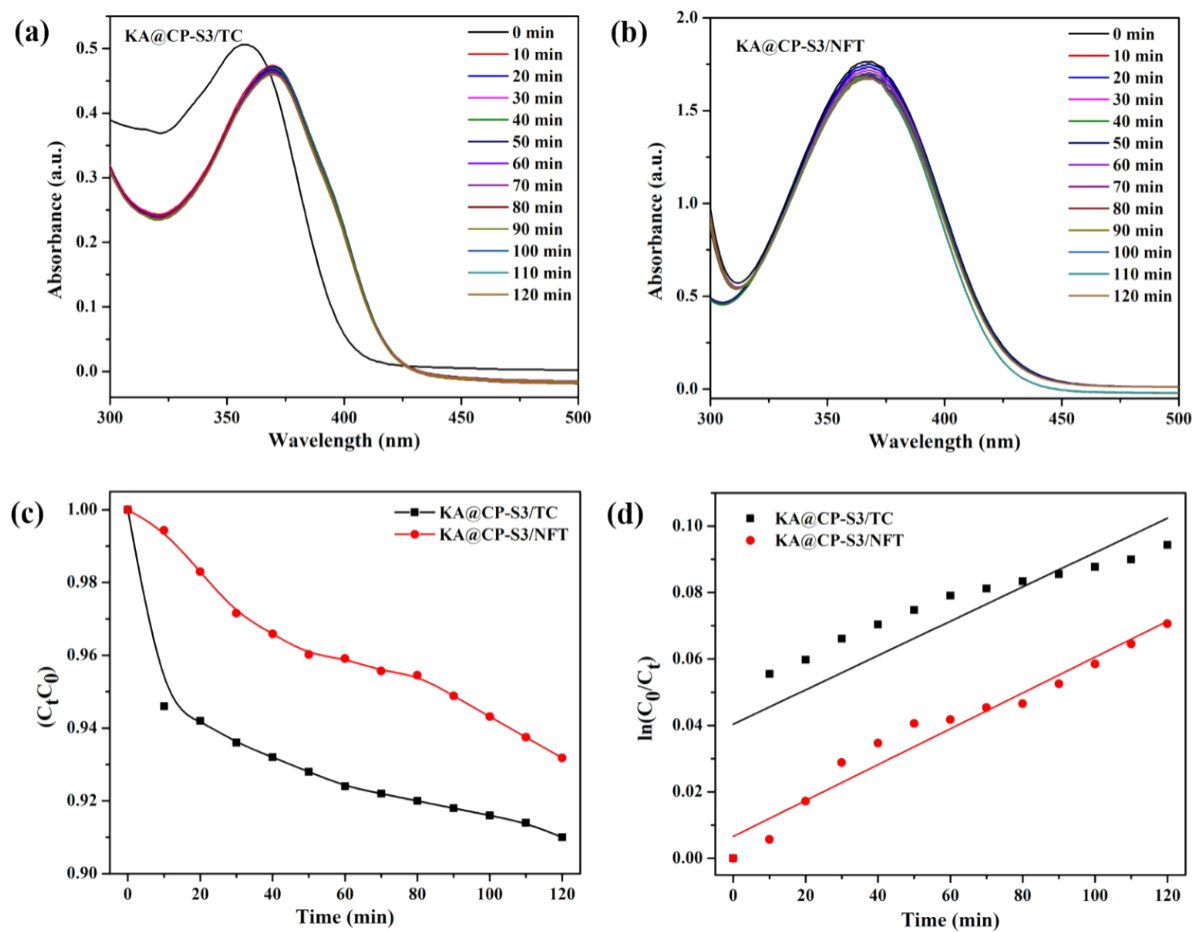 (a)
KA@CP-S3/TC
0 min
10 min
20 min
30 min
40 min
50 min
60 min
70 min
80 min
90 min
100 min
110 min
120 min
0.5
0.4
0.3
0.2
0.1
0.0
Absorbance (a.u.)
300
350
400
450
500
Wavelength (nm)
(b)
KA@CP-S3/NFT
0 min
10 min
20 min
30 min
40 min
50 min
60 min
70 min
80 min
90 min
100 min
110 min
120 min
2.0
1.5
1.0
0.5
0.0
Absorbance (a.u.)
300
350
400
450
500
Wavelength (nm)
(c)
KA@CP-S3/TC
KA@CP-S3/NFT
1.00
0.98
0.96
0.94
0.92
0.90
(CtC0)
0
20
40
60
80
100
120
Time (min)
(d)
KA@CP-S3/TC
KA@CP-S3/NFT
0.10
0.08
0.06
0.04
0.02
0.00
ln(C0/Ct)
0
20
40
60
80
100
120
Time (min)